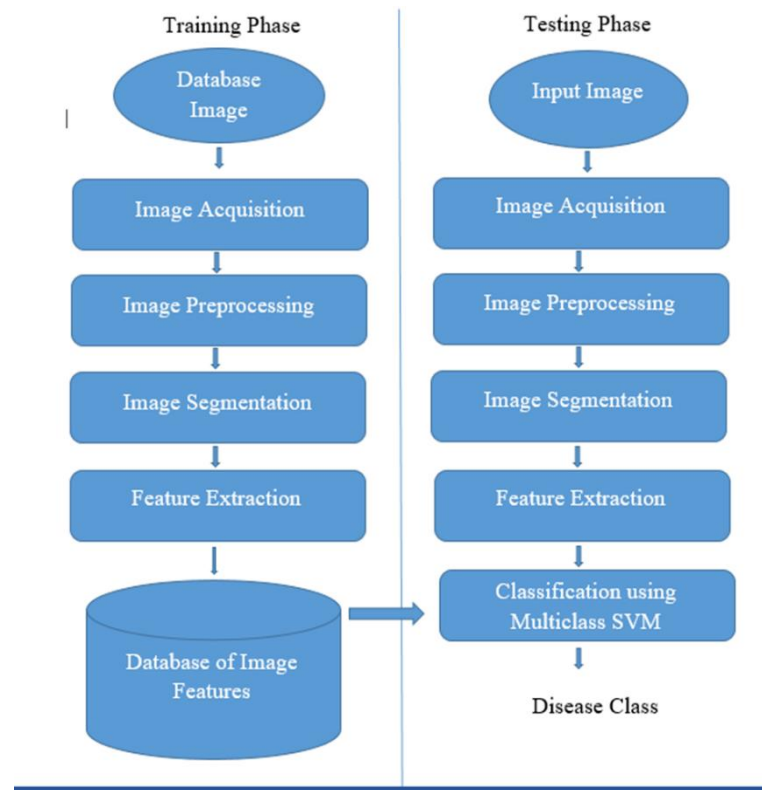 Training Phase
Database
Image
Image Acquisition
Image Preprocessing
Image Segmentation
Feature Extraction
Database of Image
Features
Testing Phase
Input Image
Image Acquisition
Image Preprocessing
Image Segmentation
Feature Extraction
Classification using
Multiclass SVM
Disease Class